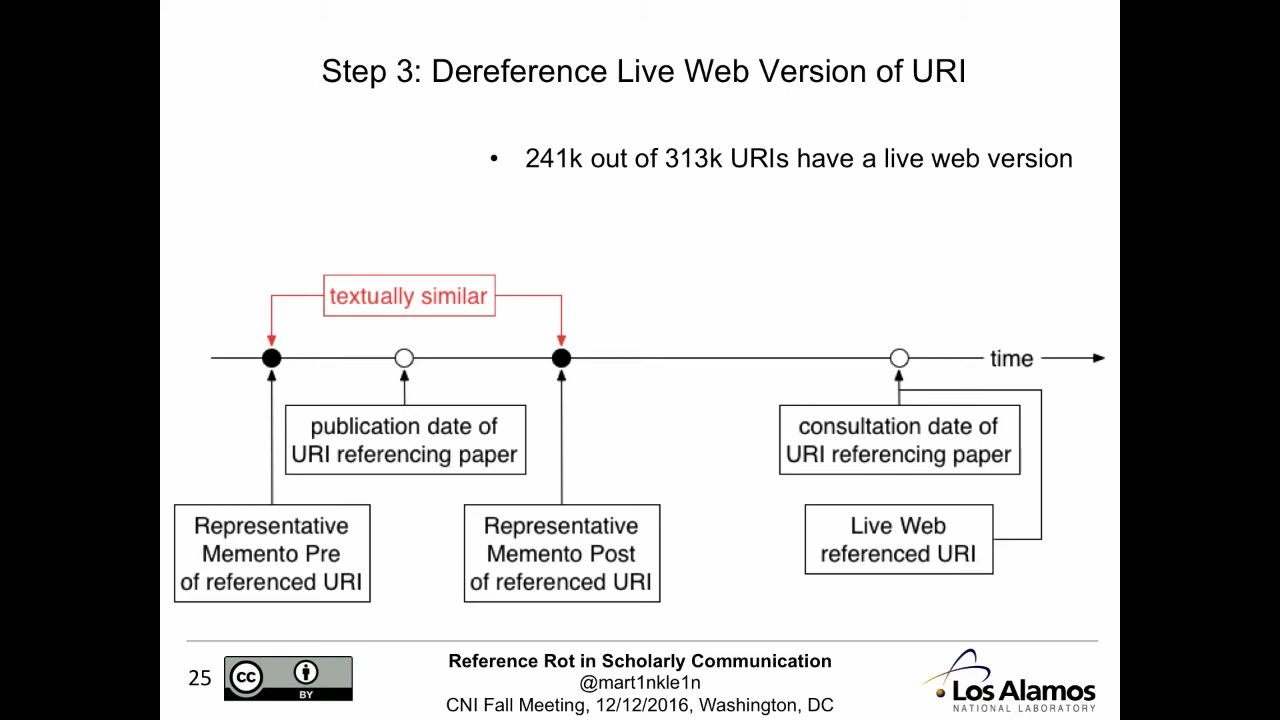 Step 3: Dereference Live Web Version of URI
• 241k out of 313k URIs have a live web version
textually similar
time
publication date of
URI referencing paper
consultation date of
URI referencing paper
Representative
Memento Pre
of referenced URI
Representative
Memento Post
of referenced URI
Live Web
referenced URI
25
cc
BY
Reference Rot in Scholarly Communication
@mart1nkle1n
CNI Fall Meeting, 12/12/2016, Washington, DC
Los Alamos
NATIONAL LABORATORY